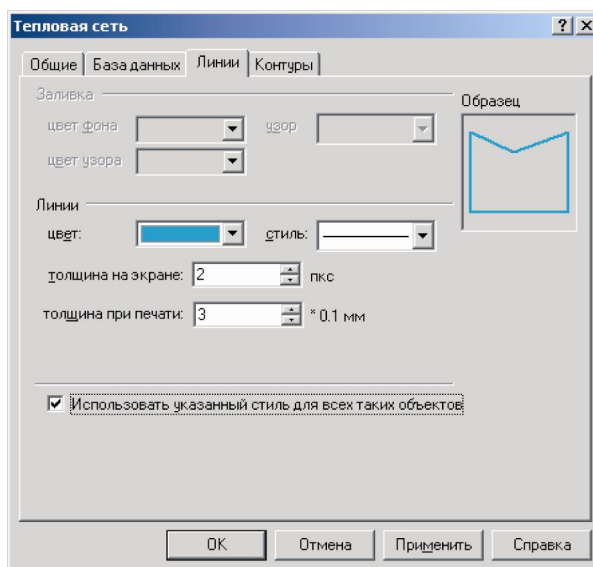 Тепловая сеть
Общие База данных Линии Контуры
Заливка
цвет фона узор
цвет узора
Образец
Линии
цвет: стиль:
толщина на экране: 2 пкс
толщина при печати: 3 * 0.1 мм
Использовать указанный стиль для всех таких объектов
OK Отмена Применить Справка